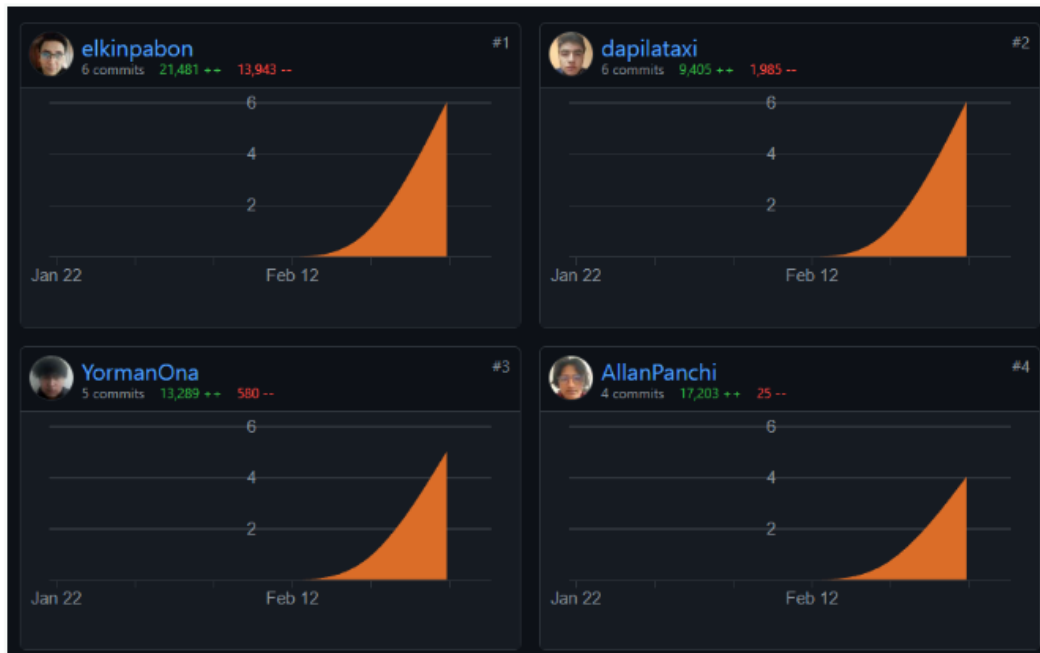 elkinpabon #1
6 commits 21,481 ++ 13,943 --
6
4
2
Jan 22 Feb 12
dapilataxi #2
6 commits 9,405 ++ 1,985 --
6
4
2
Jan 22 Feb 12
YormanOna #3
5 commits 13,289 ++ 580 --
6
4
2
Jan 22 Feb 12
AllanPanchi #4
4 commits 17,203 ++ 25 --
6
4
2
Jan 22 Feb 12